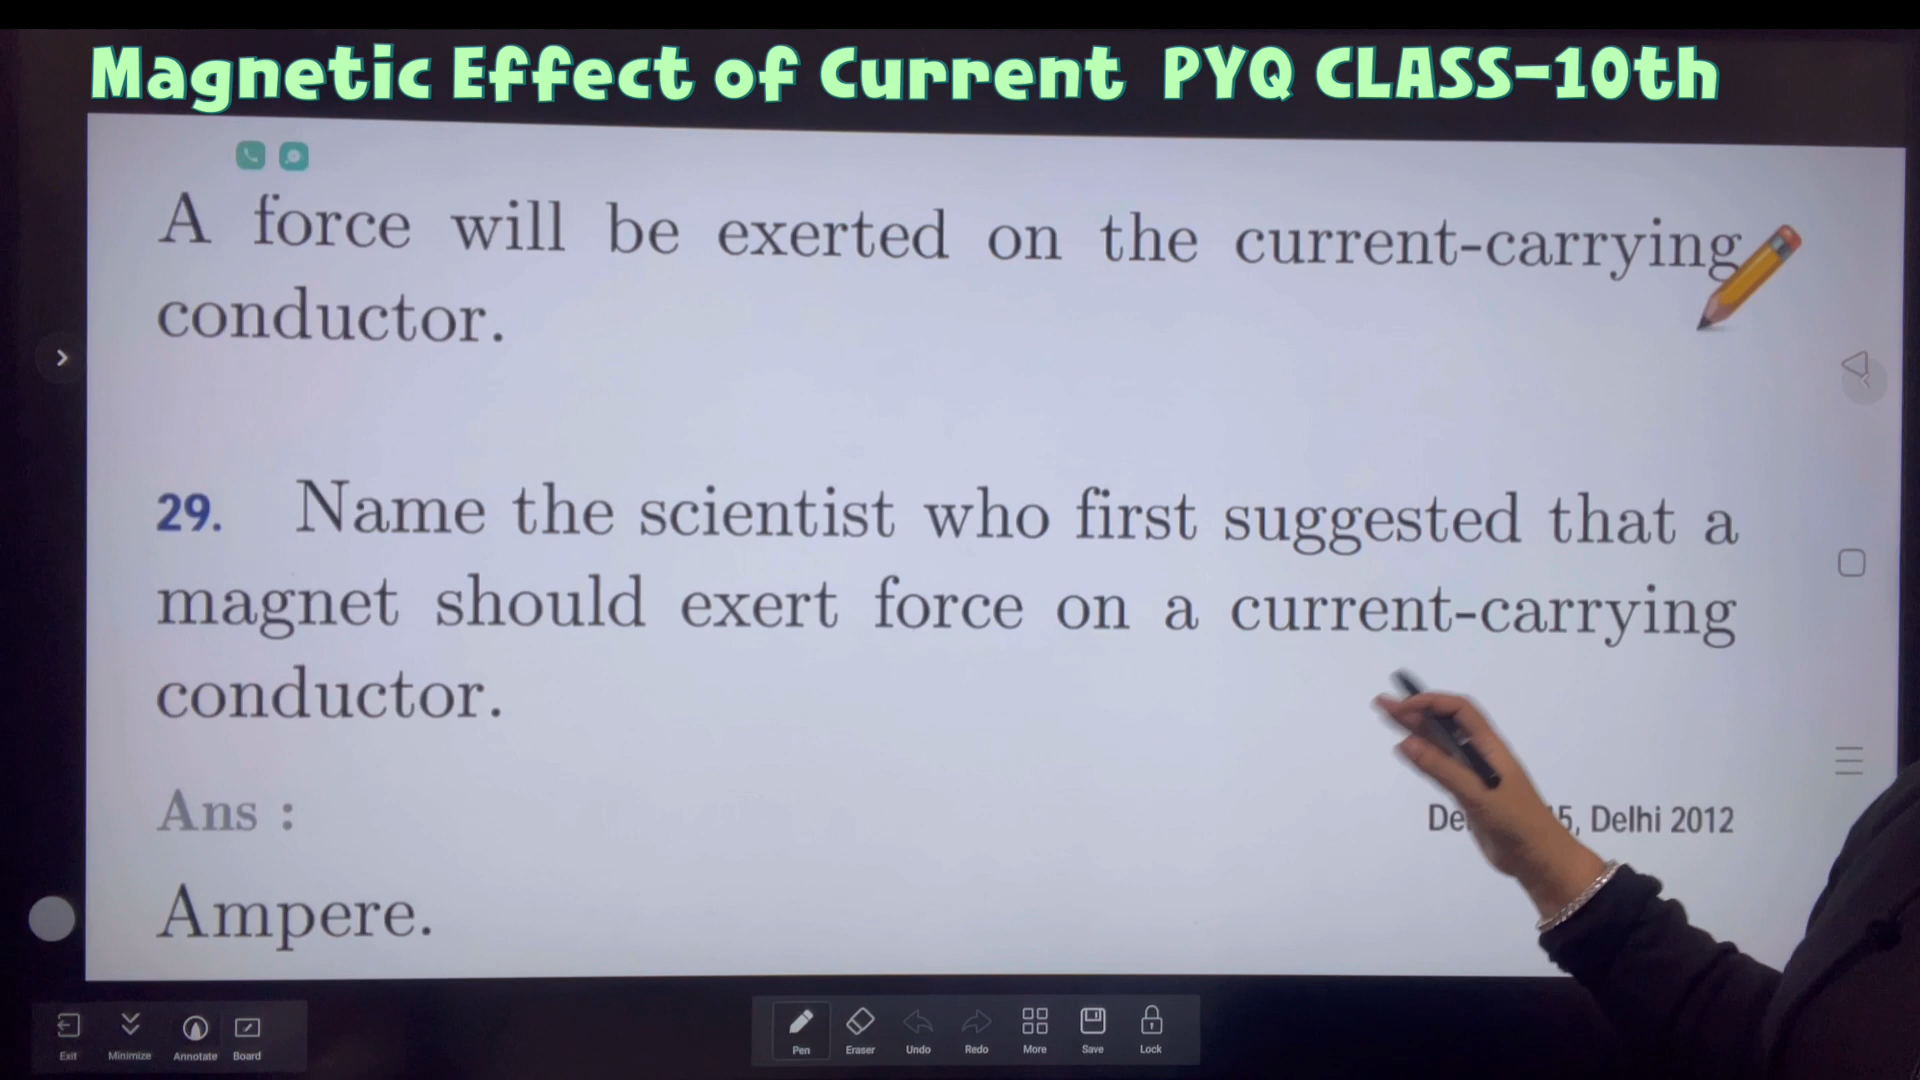 Magnetic Effect of Current PYQ CLASS-10th
A force will be exerted on the current-carrying
conductor.
29. Name the scientist who first suggested that a
magnet should exert force on a current-carrying
conductor.
Ans :
5, Delhi 2012
Ampere.
Exit Minimize Annotate Board
Pen Eraser Undo Redo More Save Lock